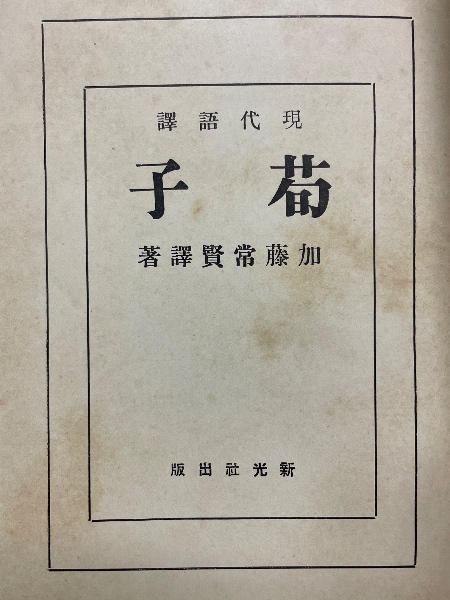 現代語譯
荀子
加藤常賢譯著
新光社出版